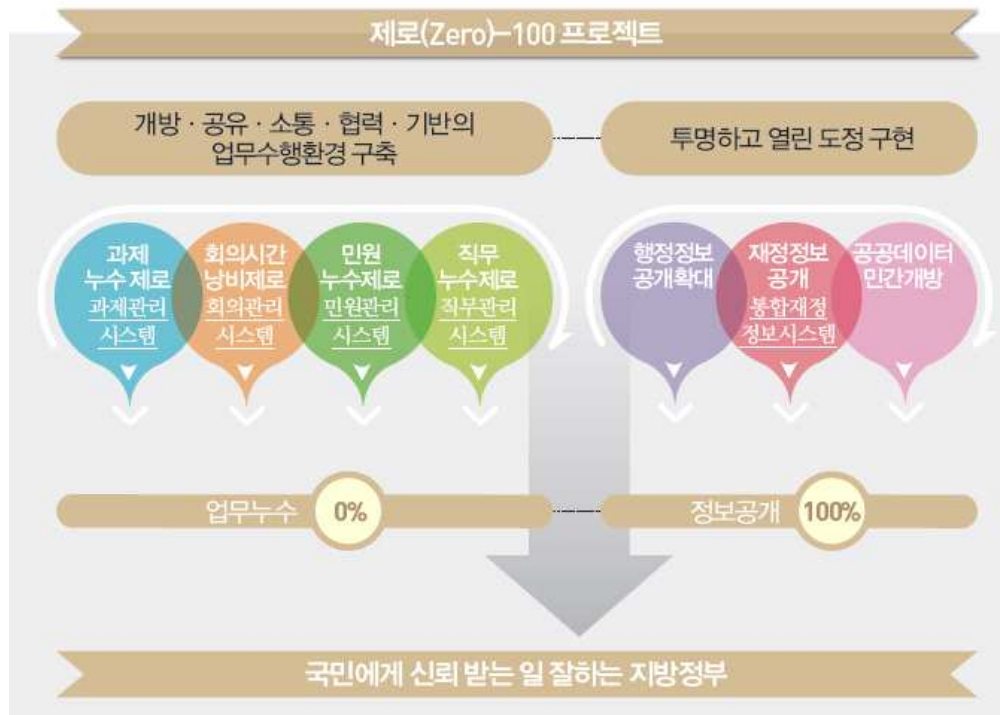 제로(Zero)-100 프로젝트
개방 · 공유 · 소통 · 협력 · 기반의
업무수행환경 구축
투명하고 열린 도정 구현
과제
누수 제로
과제관리
시스템
회의시간
낭비제로
회의관리
시스템
민원
누수제로
민원관리
시스템
직무
누수제로
직무관리
시스템
행정정보
공개확대
재정정보
공개
통합재정
정보시스템
공공데이터
민간개방
업무누수 0%
정보공개 100%
국민에게 신뢰 받는 일 잘하는 지방정부